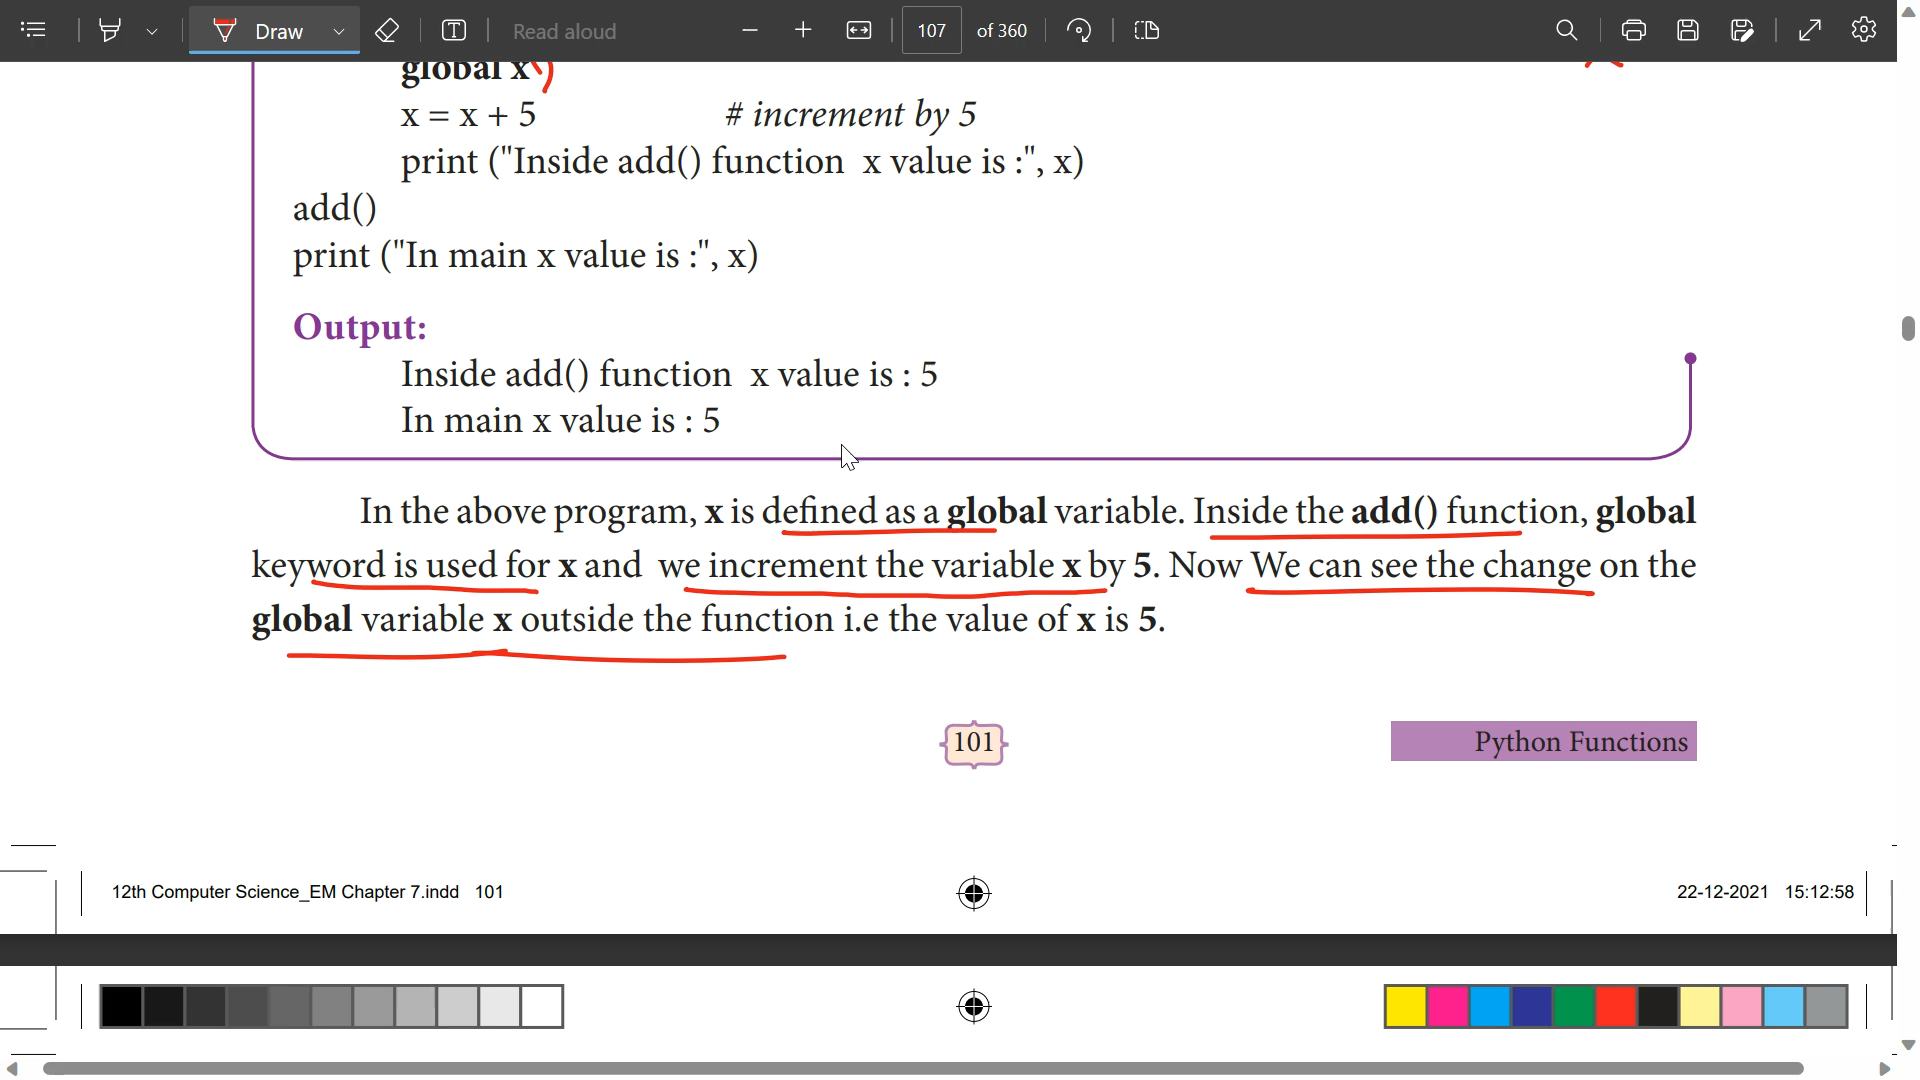 Draw
Read aloud
107 of 360
global x
x = x + 5 # increment by 5
print ("Inside add() function x value is :", x)
add()
print ("In main x value is :", x)
Output:
Inside add() function x value is : 5
In main x value is : 5
In the above program, x is defined as a global variable. Inside the add() function, global
keyword is used for x and we increment the variable x by 5. Now We can see the change on the
global variable x outside the function i.e the value of x is 5.
101
Python Functions
12th Computer Science_EM Chapter 7.indd 101
22-12-2021 15:12:58